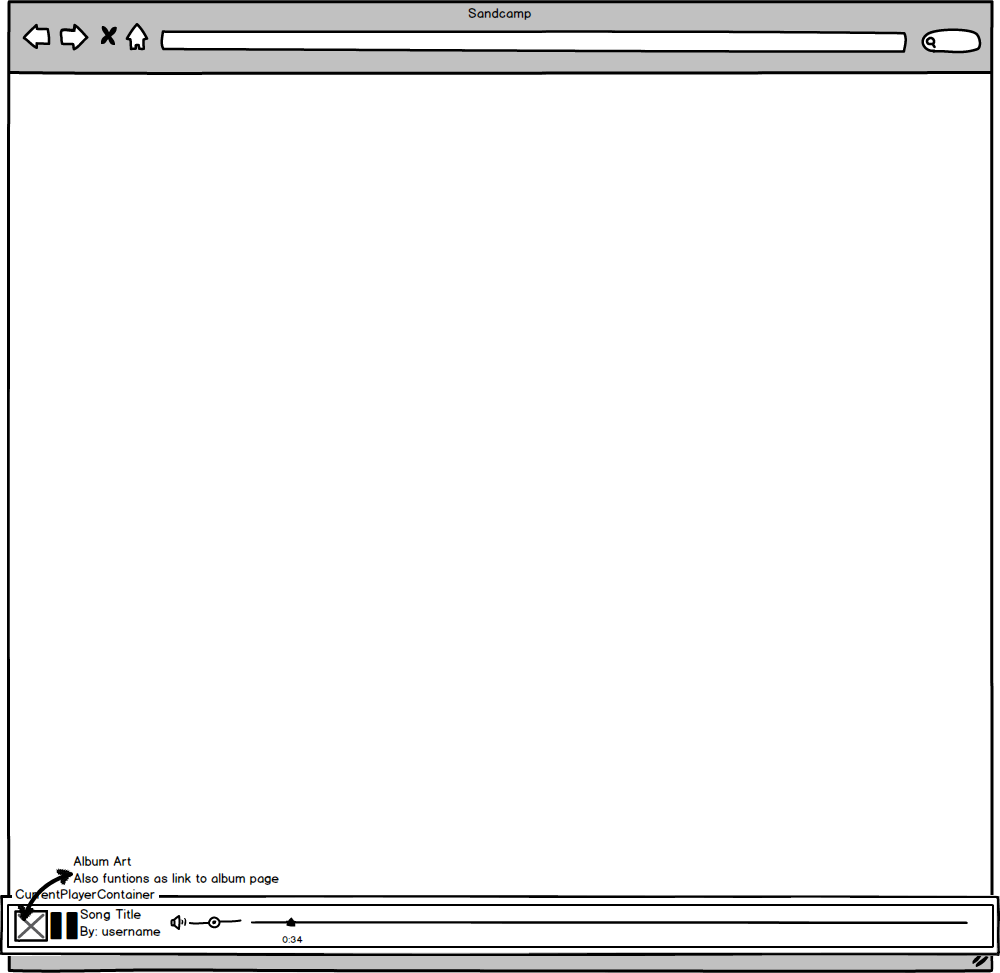 Sandcamp
Album Art
Also funtions as link to album page
CurrentPlayerContainer
Song Title
By: username
0:34